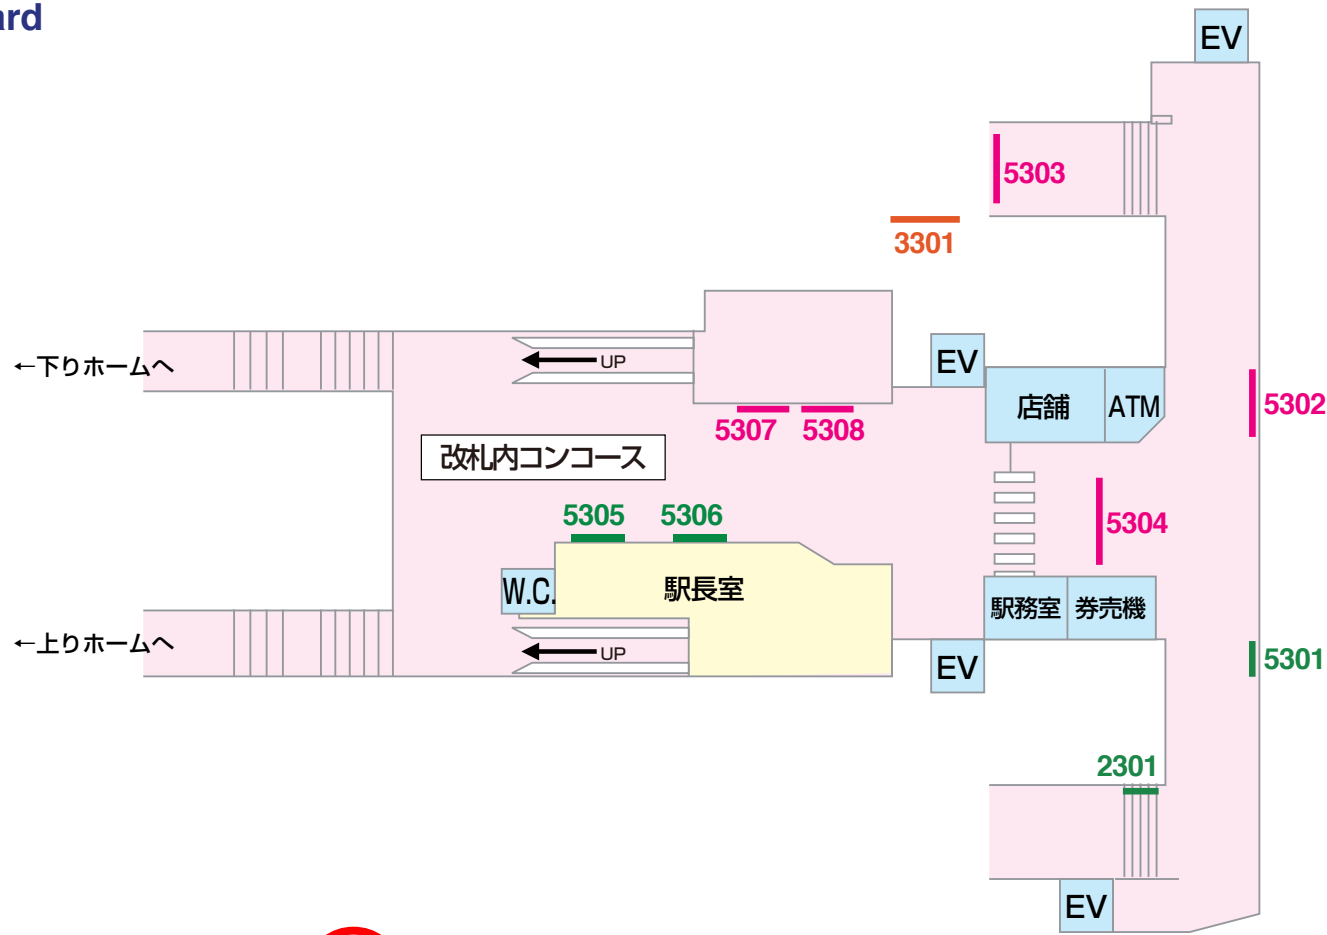 ard
EV
5303
3301
←下りホームへ
UP
EV
店舗
ATM
5302
5307
5308
改札内コンコース
5305
5306
5304
W.C.
駅長室
駅務室
券売機
←上りホームへ
UP
EV
5301
2301
EV